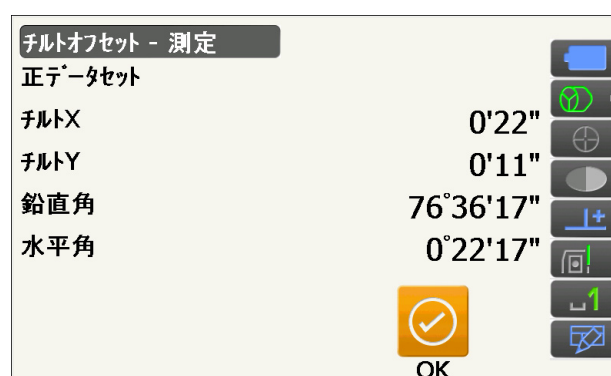 ﾁﾙﾄｵﾌｾｯﾄ - 測定
正ﾃﾞｰﾀｾｯﾄ
ﾁﾙﾄX 0'22"
ﾁﾙﾄY 0'11"
鉛直角 76°36'17"
水平角 0°22'17"
OK